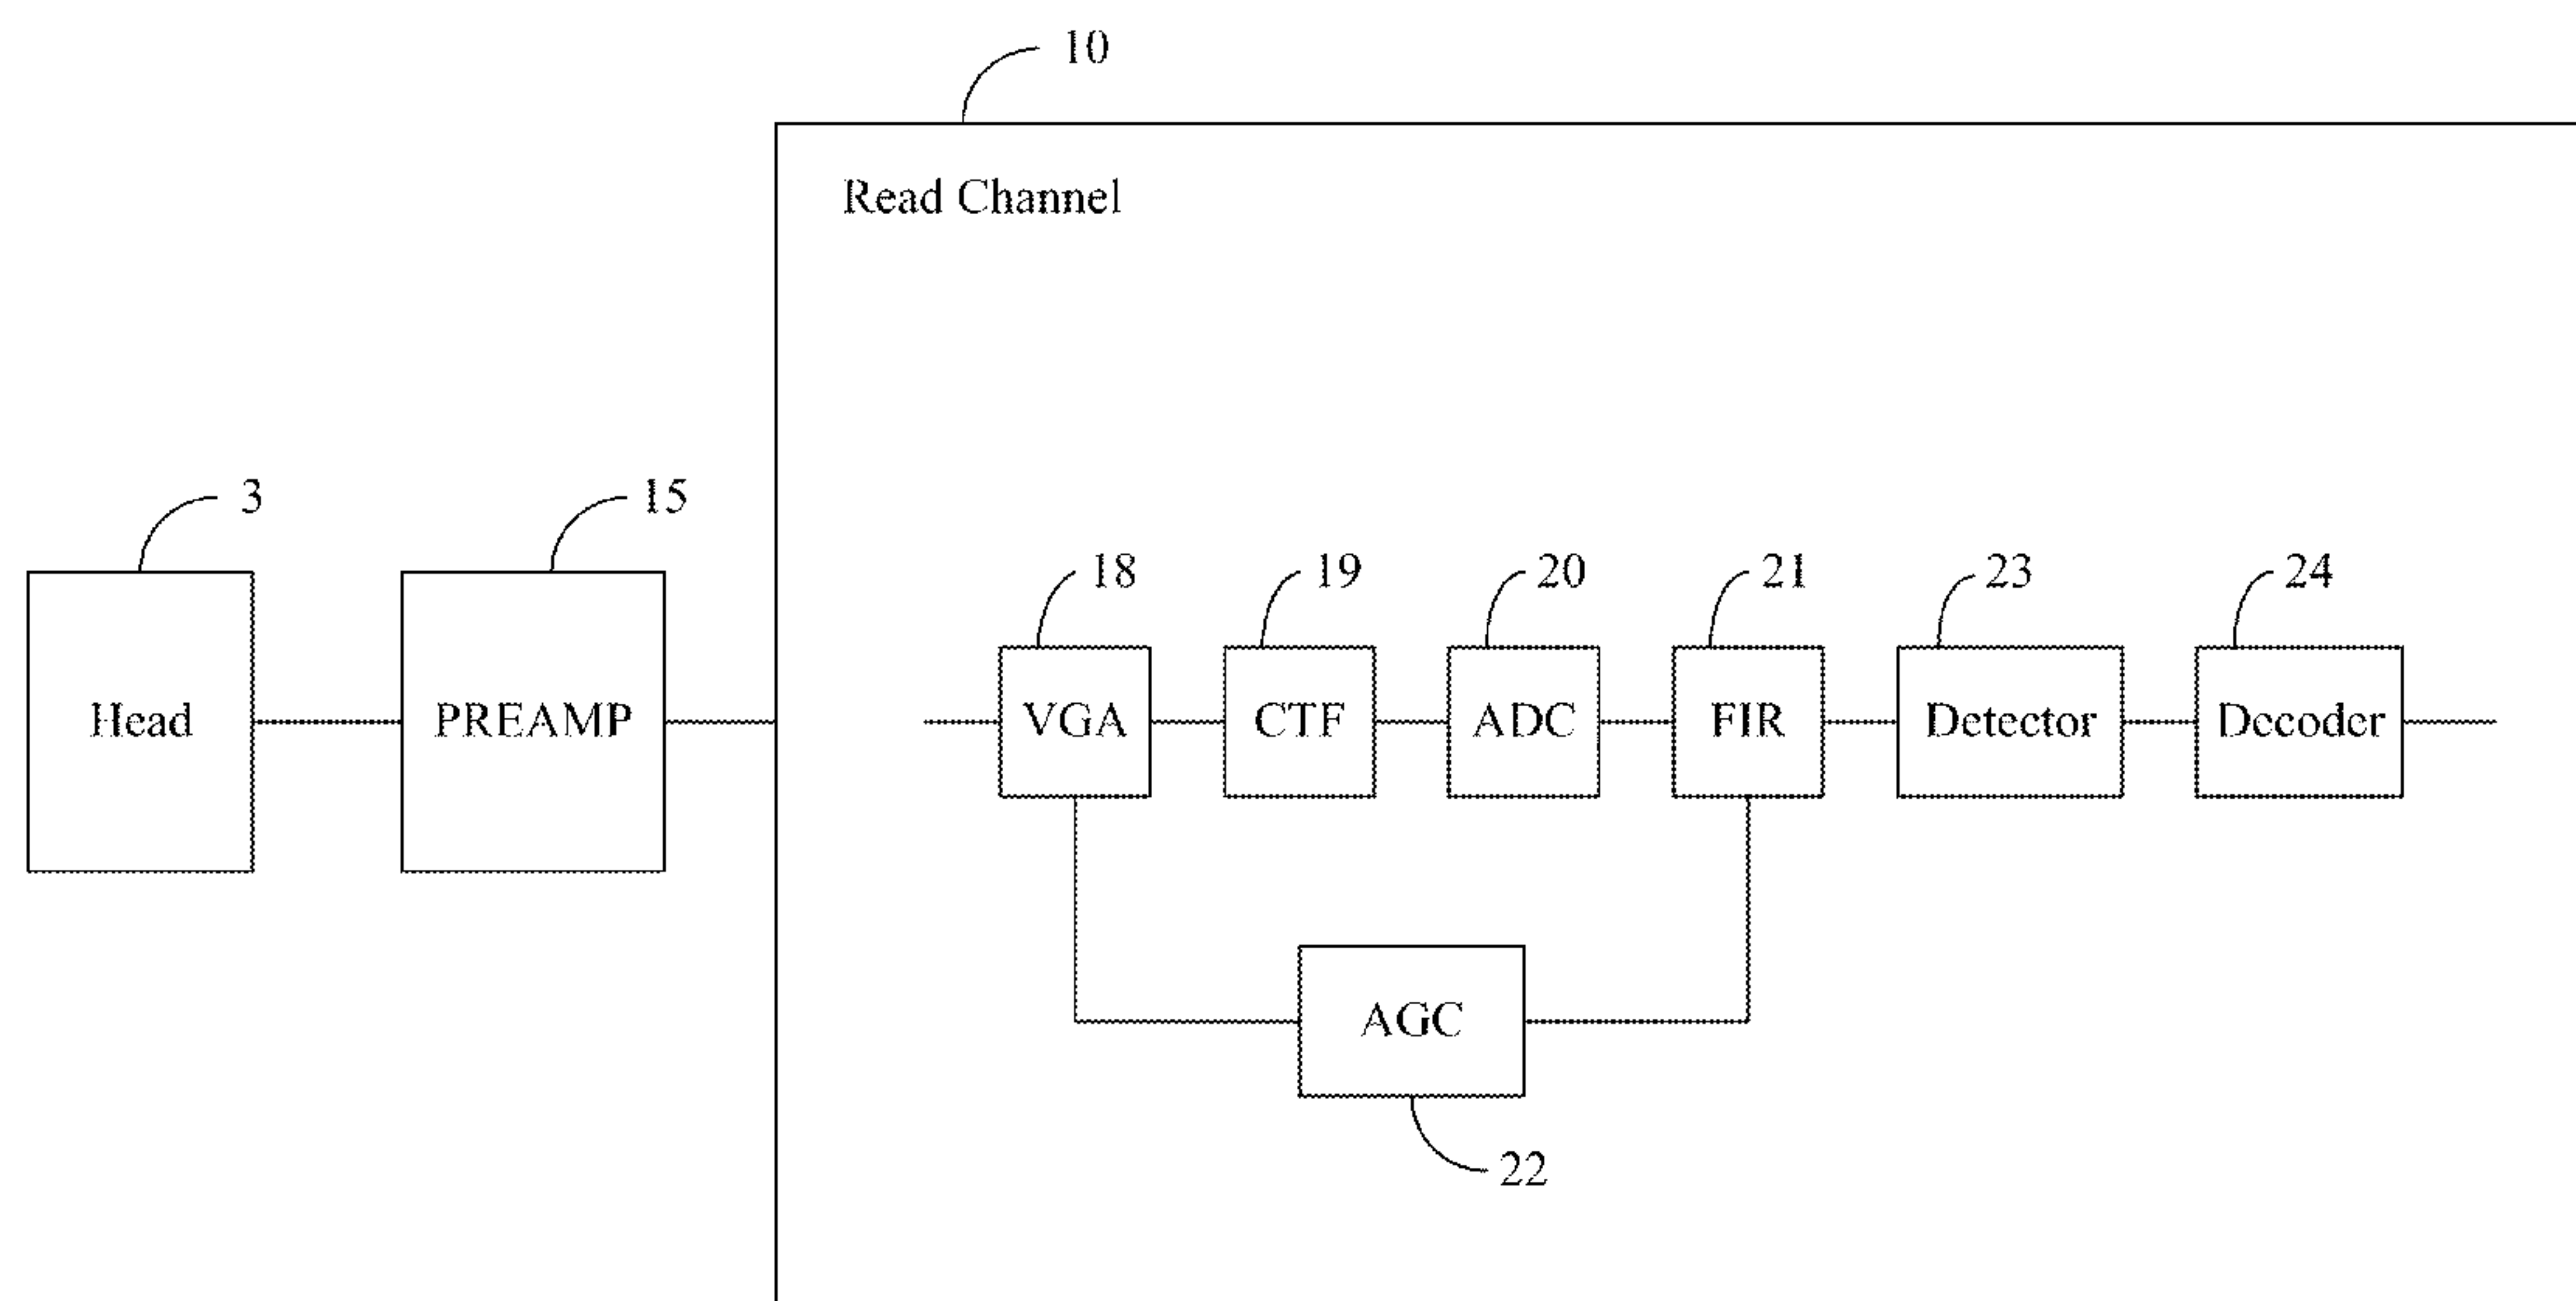 10
Read Channel
3
15
18
19
20
21
23
24
Head
PREAMP
VGA
CTF
ADC
FIR
Detector
Decoder
AGC
22